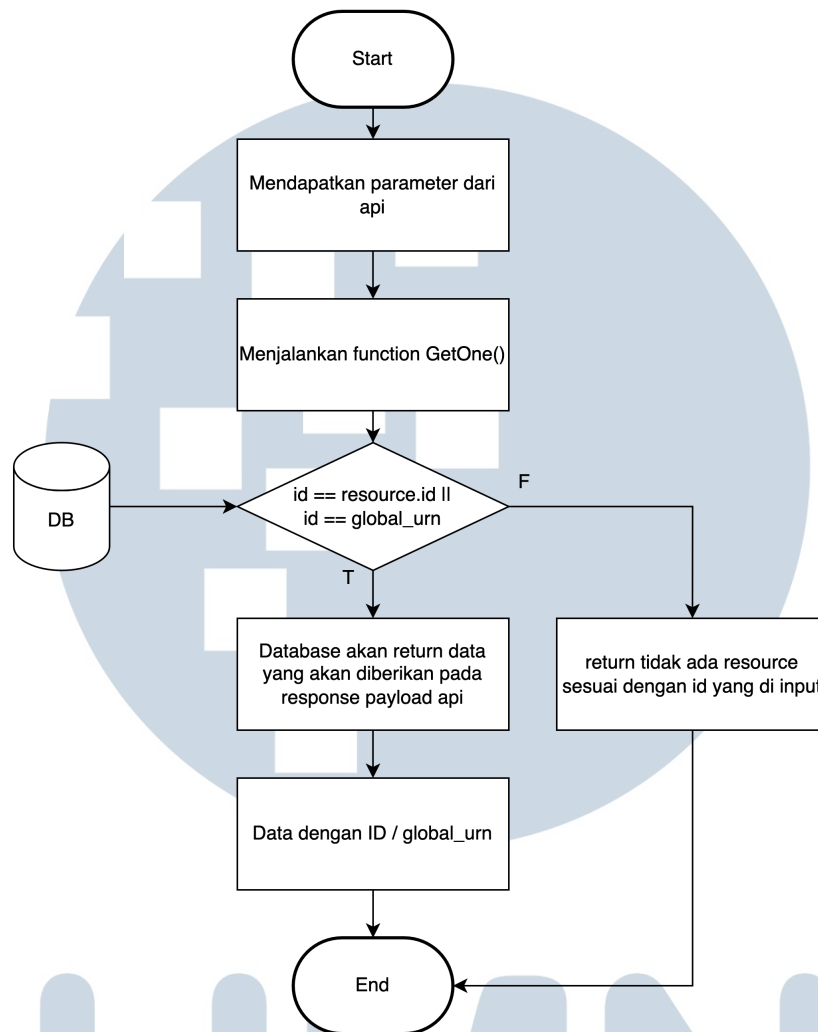 Start
Mendapatkan parameter dari
api
Menjalankan function GetOne()
DB
id == resource.id ||
id == global_urn
F
T
Database akan return data
yang akan diberikan pada
response payload api
return tidak ada resource
sesuai dengan id yang di input
Data dengan ID / global_urn
End